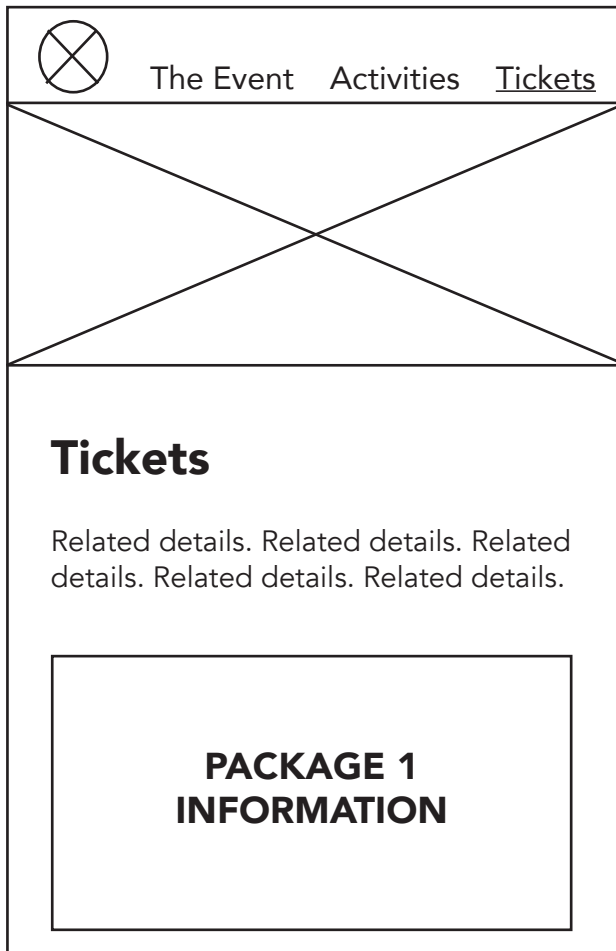 The Event Activities Tickets
Tickets
Related details. Related details. Related
details. Related details. Related details.
PACKAGE 1
INFORMATION